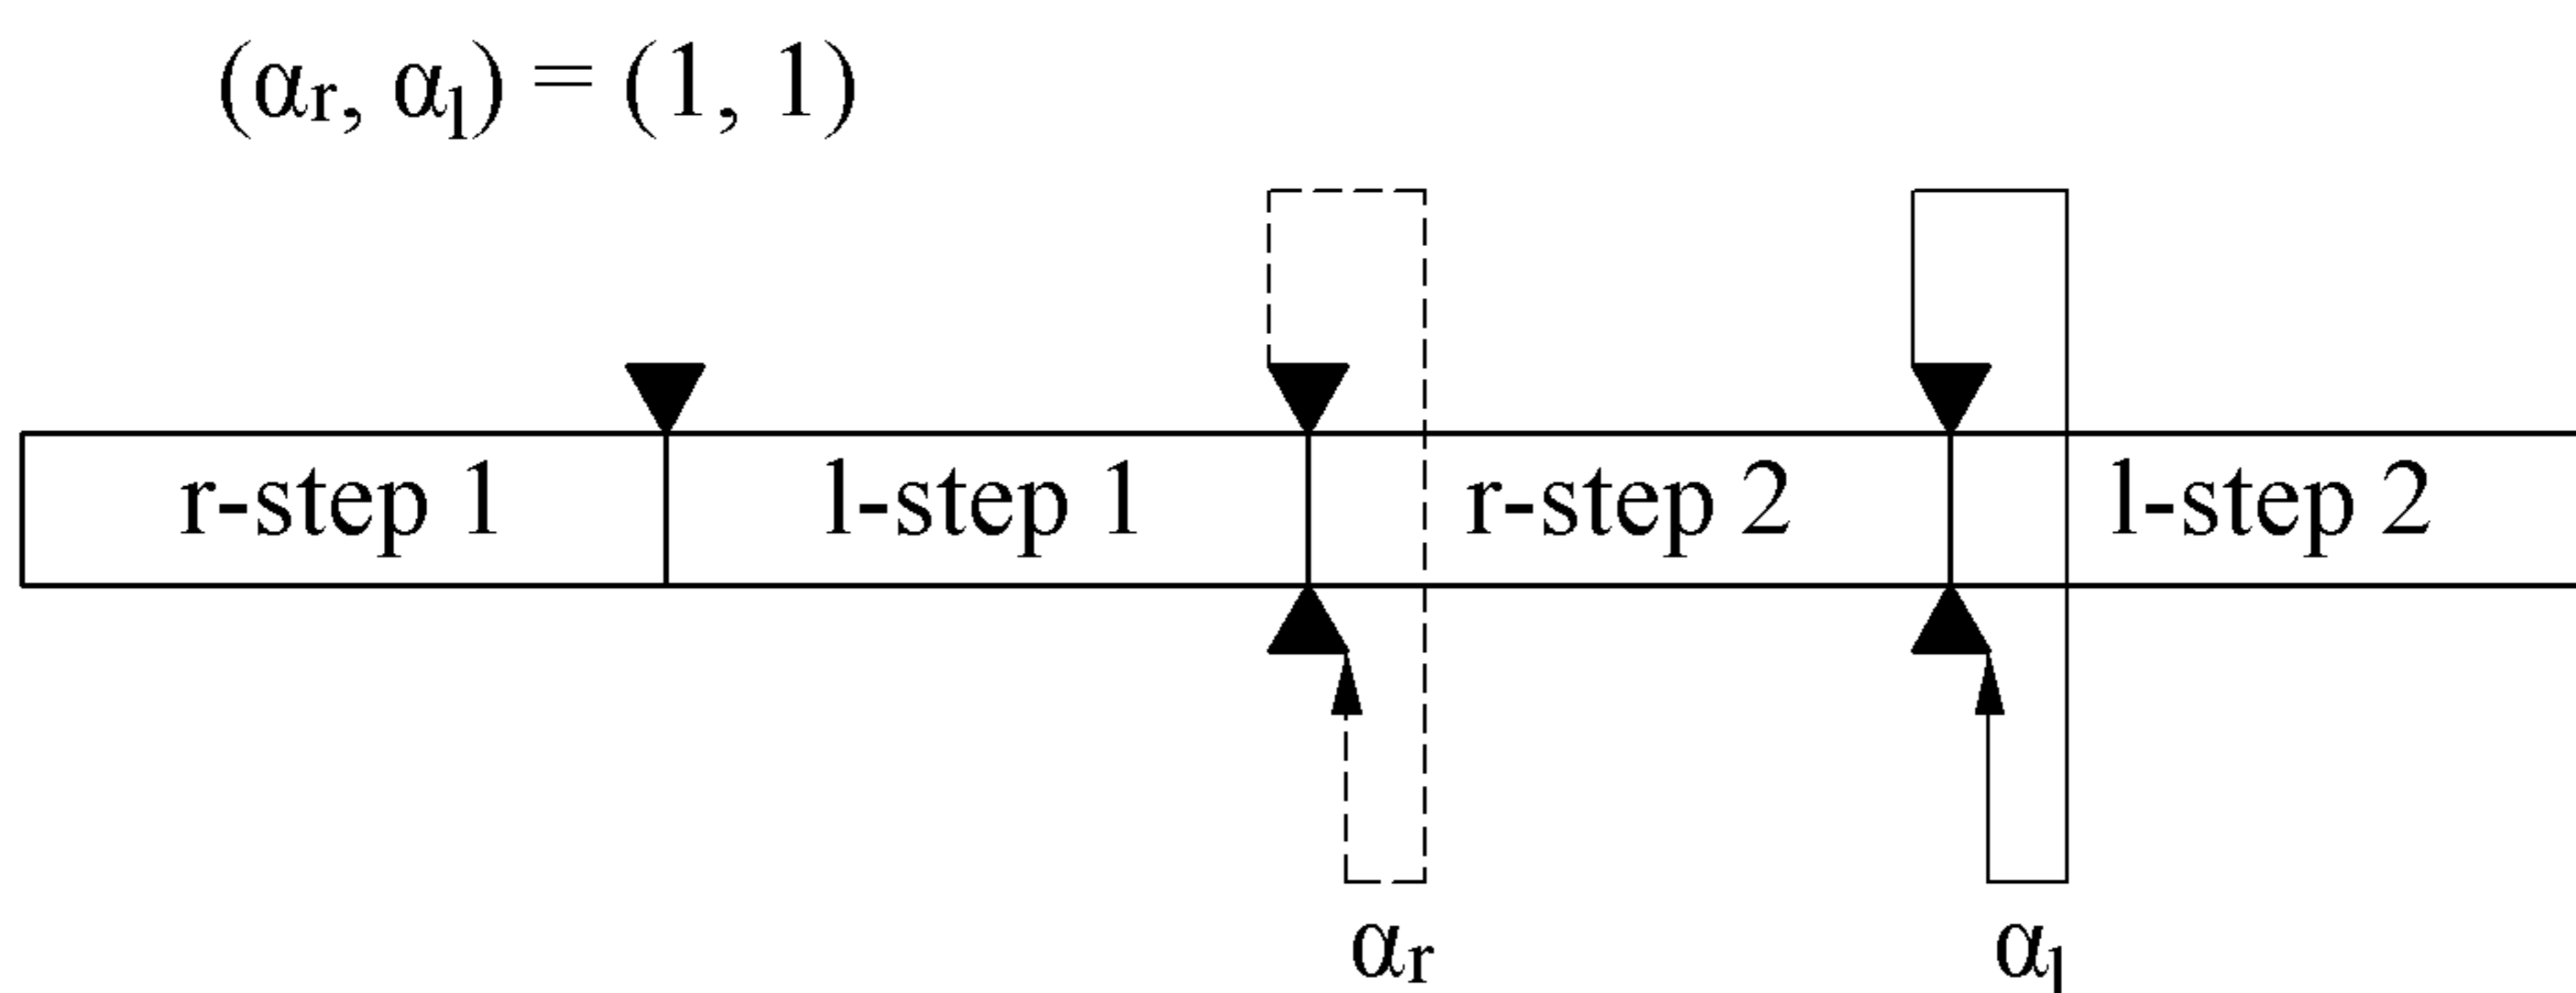 (αr, αl) = (1, 1)
r-step 1 l-step 1 r-step 2 l-step 2
αr αl